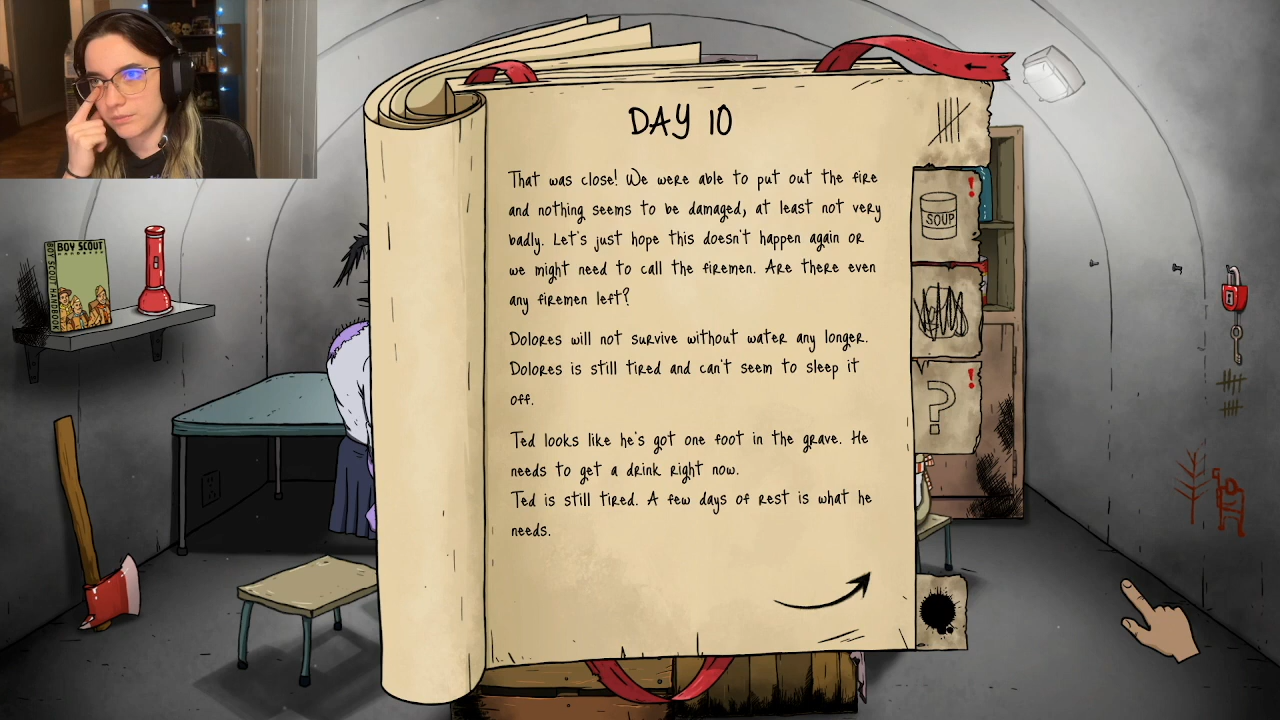 DAY 10
That was close! We were able to put out the fire
and nothing seems to be damaged, at least not very
badly. Let's just hope this doesn't happen again or
we might need to call the firemen. Are there even
any firemen left?
Dolores will not survive without water any longer.
Dolores is still tired and can't seem to sleep it
off.
Ted looks like he's got one foot in the grave. He
needs to get a drink right now.
Ted is still tired. A few days of rest is what he
needs.
!
SOUP
!
?
BOY SCOUT
HANDBOOK
BOY SCOUT HANDBOOK